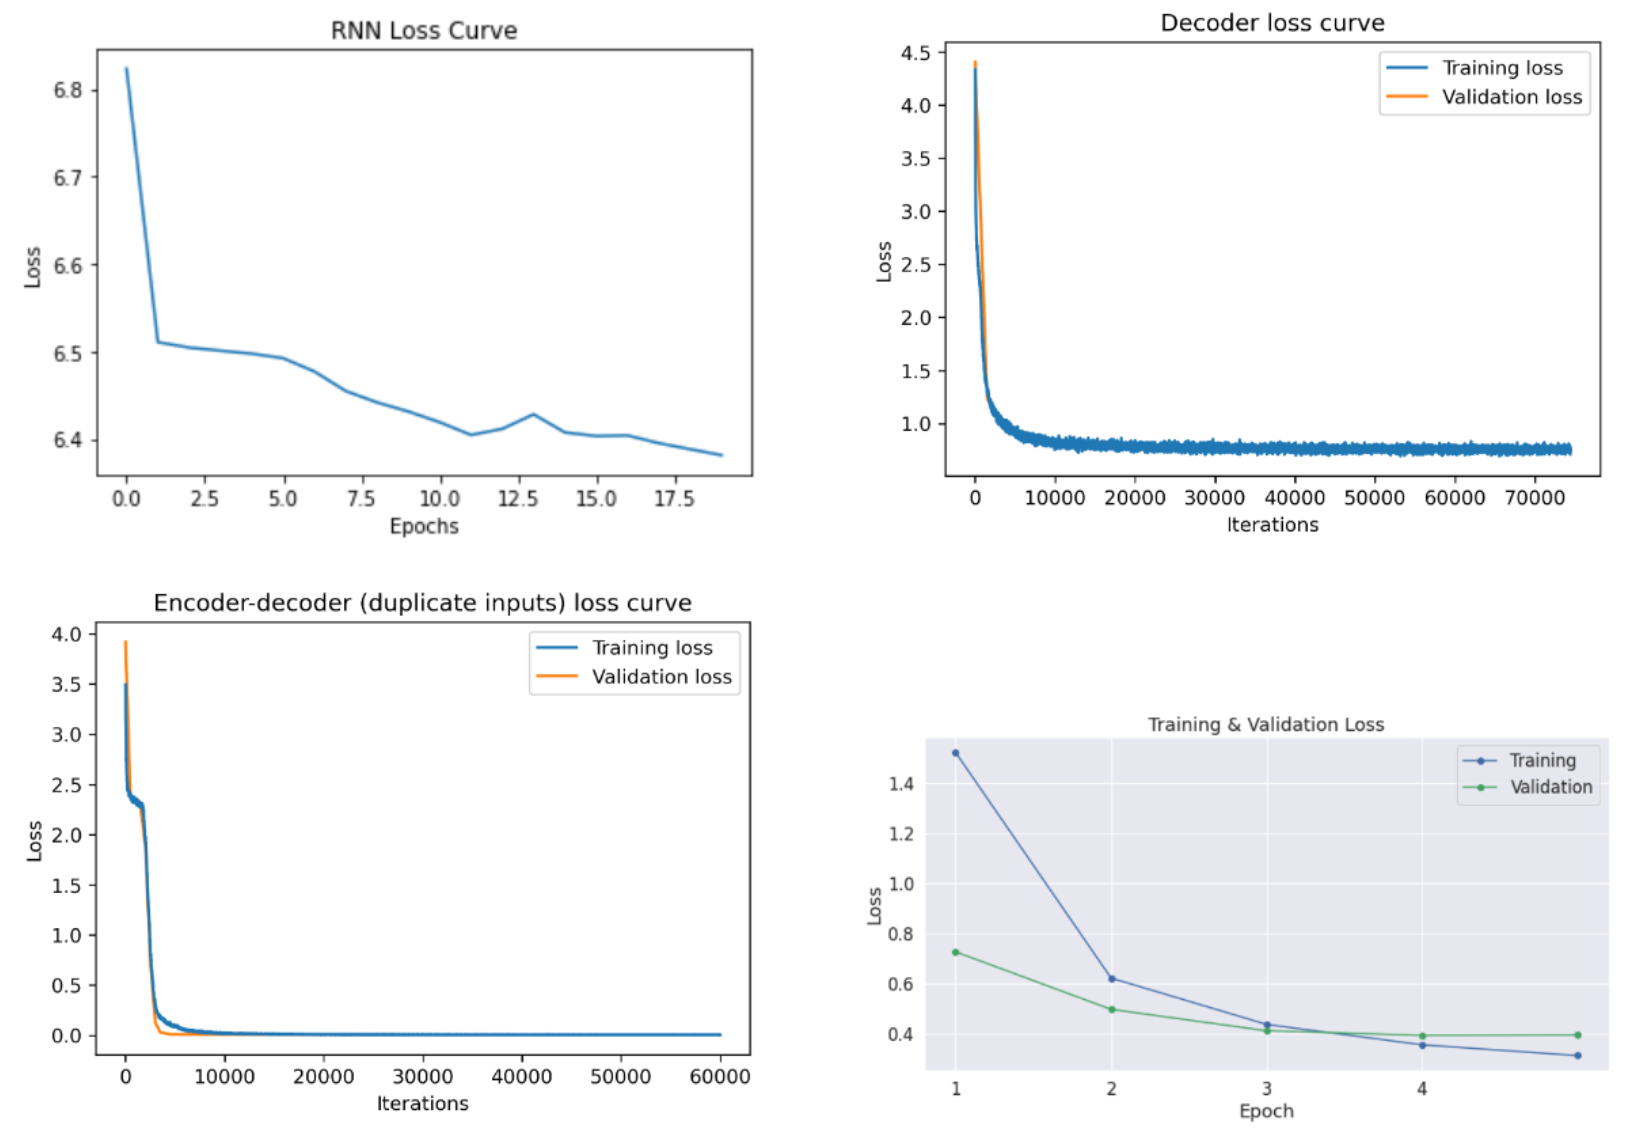 RNN Loss Curve
6.8
6.7
6.6
6.5
6.4
Loss
0.0 2.5 5.0 7.5 10.0 12.5 15.0 17.5
Epochs
Decoder loss curve
Training loss
Validation loss
4.5
4.0
3.5
3.0
2.5
2.0
1.5
1.0
Loss
0 10000 20000 30000 40000 50000 60000 70000
Iterations
Encoder-decoder (duplicate inputs) loss curve
Training loss
Validation loss
4.0
3.5
3.0
2.5
2.0
1.5
1.0
0.5
0.0
Loss
0 10000 20000 30000 40000 50000 60000
Iterations
Training & Validation Loss
Training
Validation
1.4
1.2
1.0
0.8
0.6
0.4
Loss
1 2 3 4
Epoch